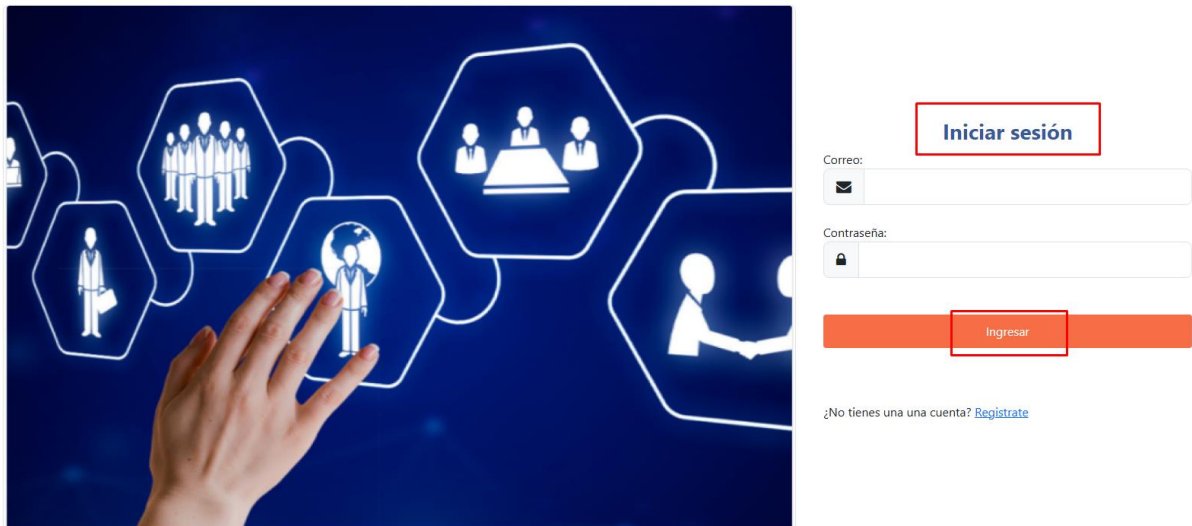 Iniciar sesión
Correo:
Contraseña:
Ingresar
¿No tienes una una cuenta? Registrate